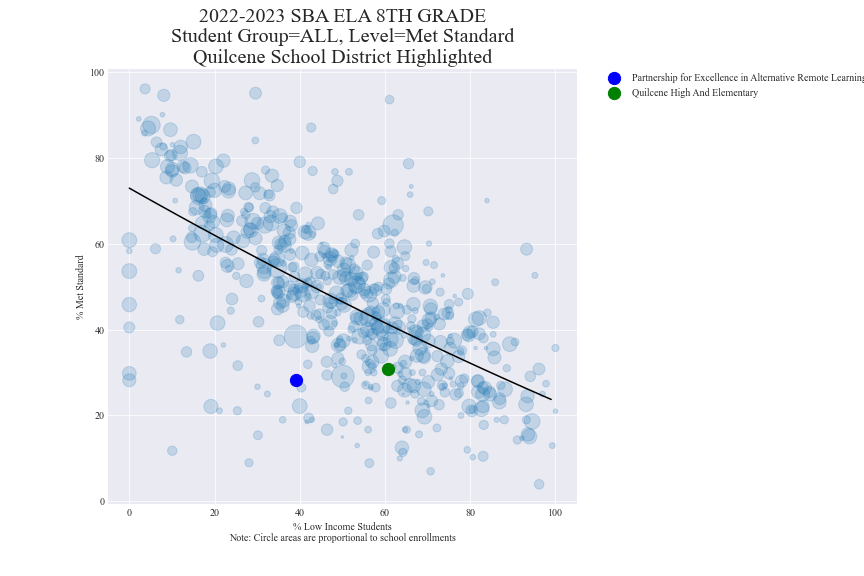 2022-2023 SBA ELA 8TH GRADE
Student Group=ALL, Level=Met Standard
Quilcene School District Highlighted
Partnership for Excellence in Alternative Remote Learning
Quilcene High And Elementary
% Met Standard
100
80
60
40
20
0
0 20 40 60 80 100
% Low Income Students
Note: Circle areas are proportional to school enrollments